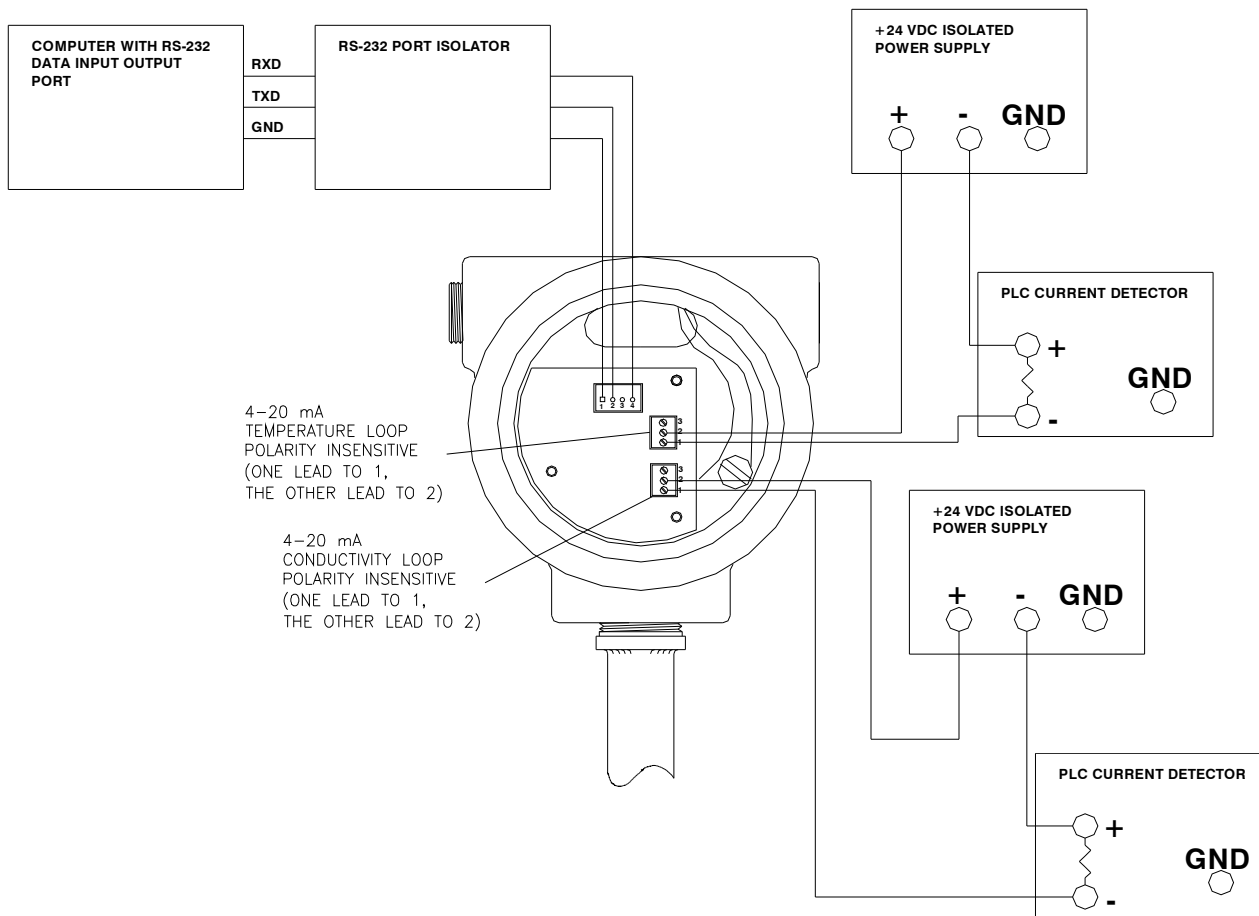 COMPUTER WITH RS-232
DATA INPUT OUTPUT
PORT
RXD
TXD
GND
RS-232 PORT ISOLATOR
+24 VDC ISOLATED
POWER SUPPLY
+ - GND
PLC CURRENT DETECTOR
+
GND
-
1 2 3 4
3
2
1
3
2
1
4-20 mA
TEMPERATURE LOOP
POLARITY INSENSITIVE
(ONE LEAD TO 1,
THE OTHER LEAD TO 2)
4-20 mA
CONDUCTIVITY LOOP
POLARITY INSENSITIVE
(ONE LEAD TO 1,
THE OTHER LEAD TO 2)
+24 VDC ISOLATED
POWER SUPPLY
+ - GND
PLC CURRENT DETECTOR
+
GND
-